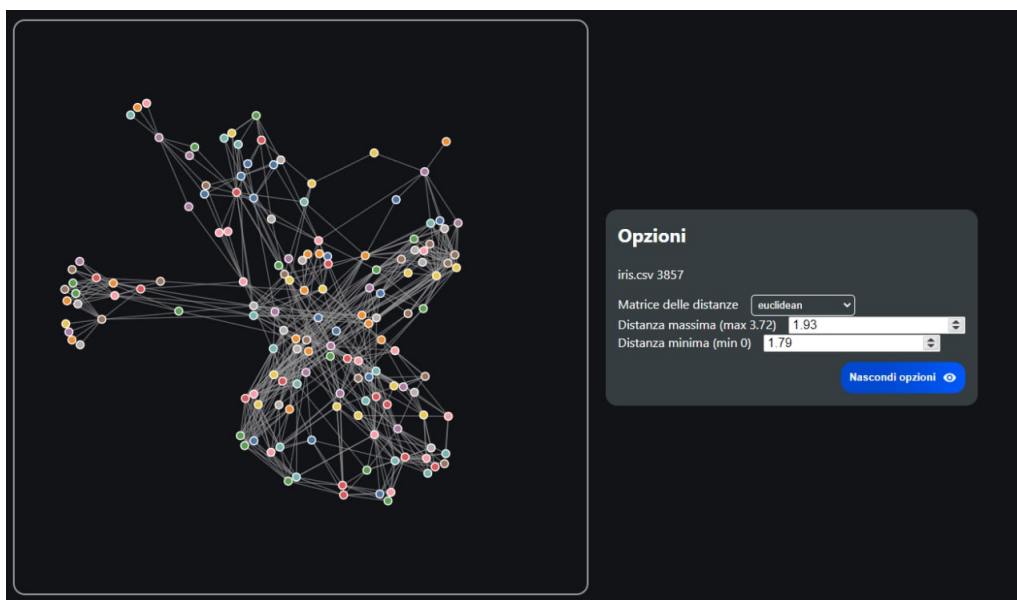 Opzioni
iris.csv 3857
Matrice delle distanze euclidean
Distanza massima (max 3.72) 1.93
Distanza minima (min 0) 1.79
Nascondi opzioni